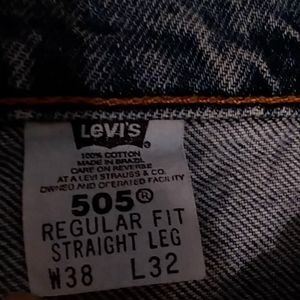 Levi's
100% COTTON
MADE IN BRAZIL
CARE ON REVERSE
AT A LEVI STRAUSS & CO.
OWNED AND OPERATED FACILITY
505®
REGULAR FIT
STRAIGHT LEG
W38 L32